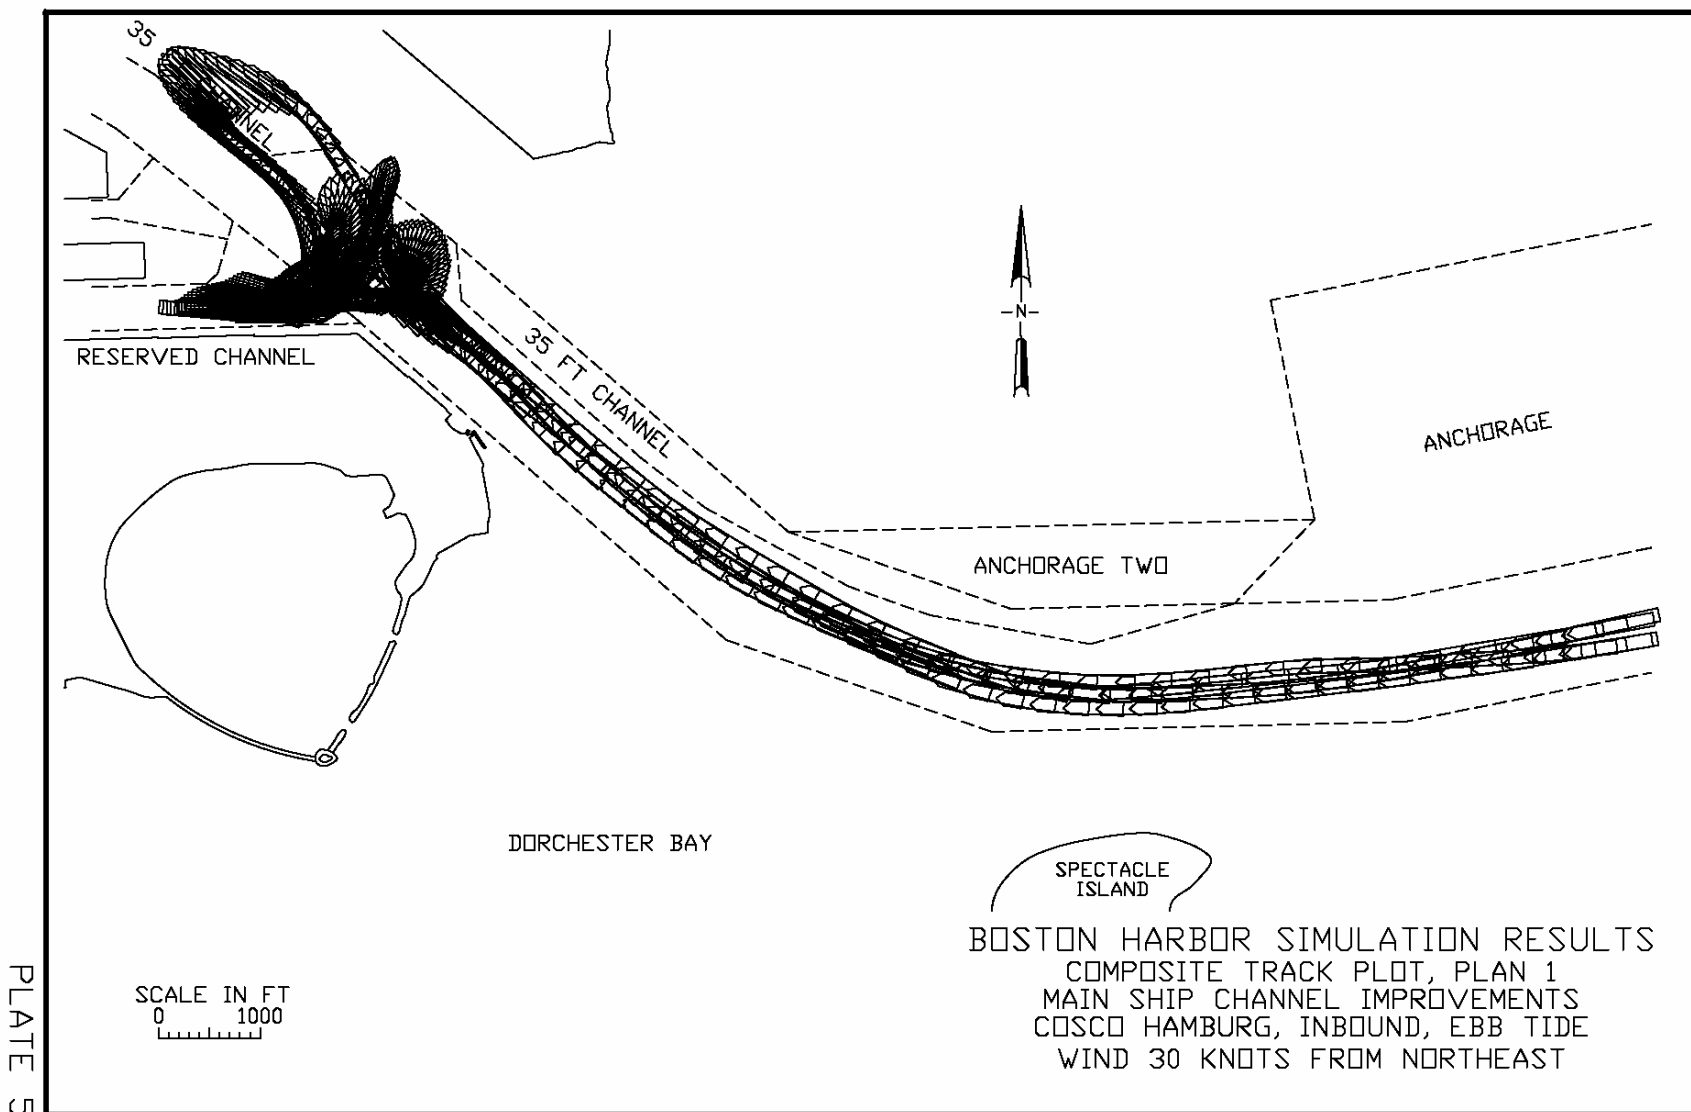 35
NNEL
RESERVED CHANNEL
35 FT CHANNEL
-N-
ANCHORAGE
ANCHORAGE TWO
DORCHESTER BAY
SPECTACLE
ISLAND
BOSTON HARBOR SIMULATION RESULTS
COMPOSITE TRACK PLOT, PLAN 1
MAIN SHIP CHANNEL IMPROVEMENTS
COSCO HAMBURG, INBOUND, EBB TIDE
WIND 30 KNOTS FROM NORTHEAST
SCALE IN FT
0 1000
PLATE